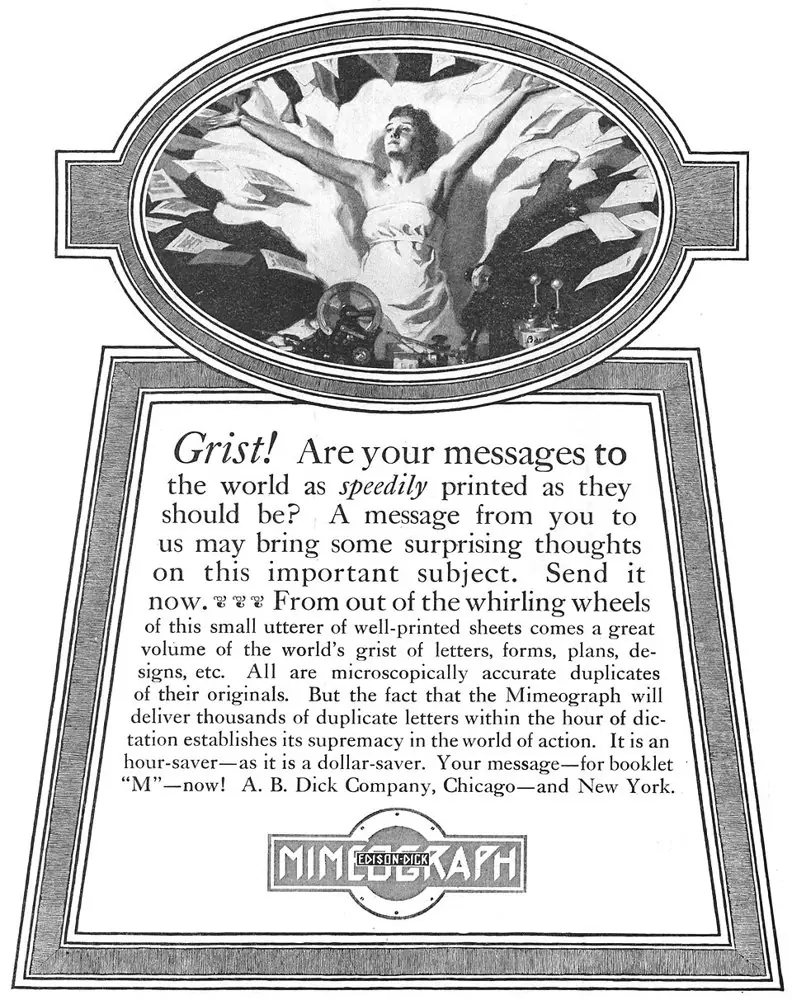 Grist! Are your messages to
the world as speedily printed as they
should be? A message from you to
us may bring some surprising thoughts
on this important subject. Send it
now. From out of the whirling wheels
of this small utterer of well-printed sheets comes a great
volume of the world's grist of letters, forms, plans, de-
signs, etc. All are microscopically accurate duplicates
of their originals. But the fact that the Mimeograph will
deliver thousands of duplicate letters within the hour of dic-
tation establishes its supremacy in the world of action. It is an
hour-saver—as it is a dollar-saver. Your message—for booklet
"M"—now! A. B. Dick Company, Chicago—and New York.
EDISON-DICK
MIMEOGRAPH